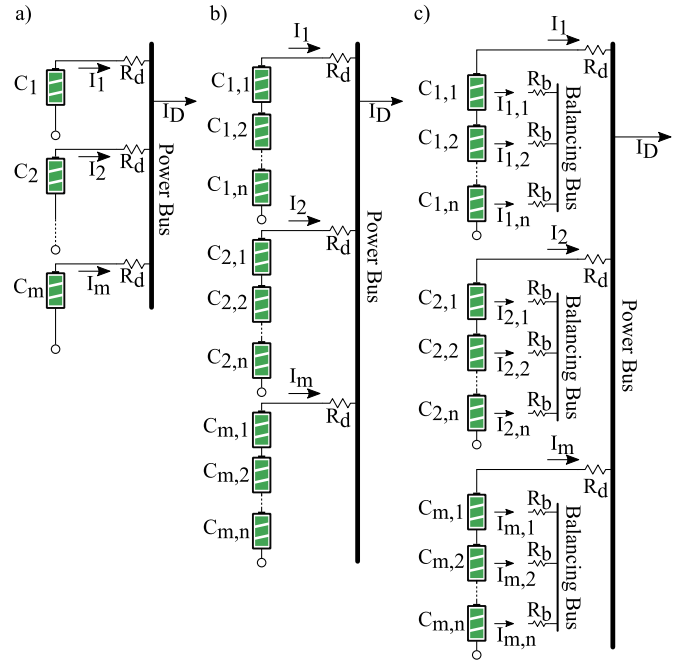 a)
I1
Rd
C1
ID
I2
Rd
C2
Power Bus
Im
Rd
Cm
b)
I1
Rd
C1,1
ID
C1,2
C1,n
I2
Rd
C2,1
Power Bus
C2,2
C2,n
Im
Rd
Cm,1
Cm,2
Cm,n
c)
I1
Rd
C1,1
I1,1
Rb
C1,2
I1,2
Rb
C1,n
I1,n
Rb
Balancing Bus
ID
I2
Rd
C2,1
I2,1
Rb
C2,2
I2,2
Rb
C2,n
I2,n
Rb
Balancing Bus
Power Bus
Im
Rd
Cm,1
Im,1
Rb
Cm,2
Im,2
Rb
Cm,n
Im,n
Rb
Balancing Bus